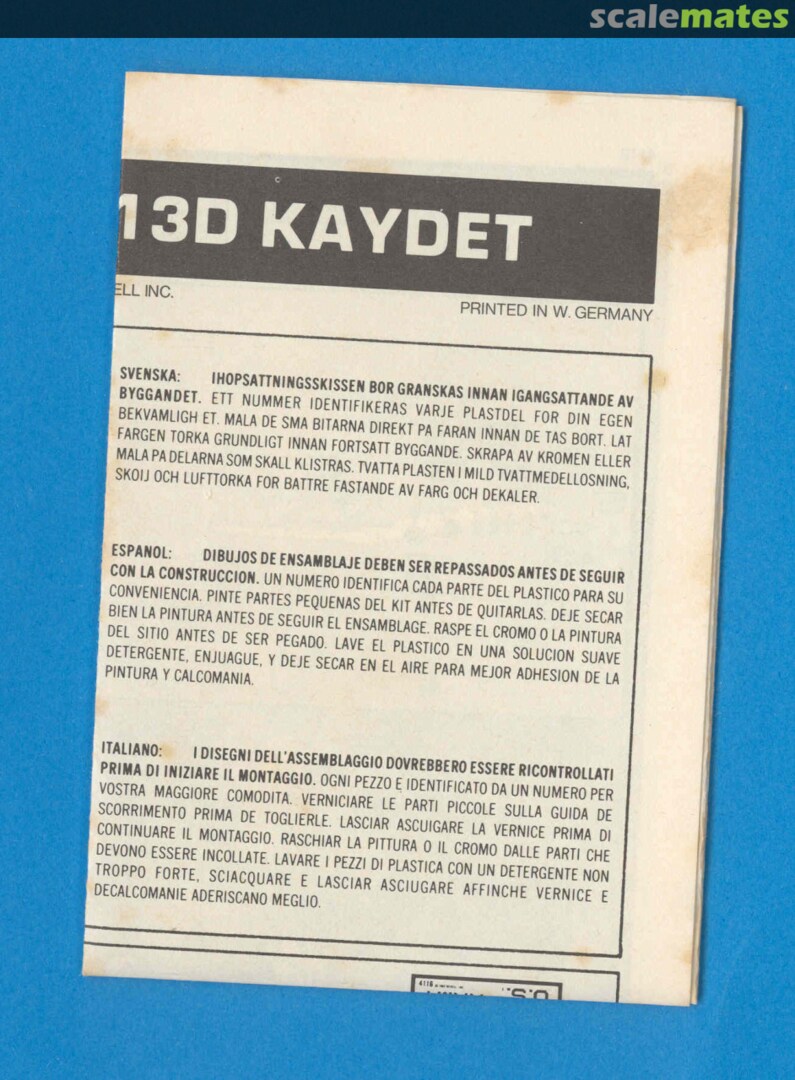 scalemates
13D KAYDET
ELL INC.
PRINTED IN W. GERMANY
SVENSKA: IHOPSATTNINGSSKISSEN BOR GRANSKAS INNAN IGANGSATTANDE AV
BYGGANDET. ETT NUMMER IDENTIFIKERAS VARJE PLASTDEL FOR DIN EGEN
BEKVAMLIGH ET. MALA DE SMA BITARNA DIREKT PA FARAN INNAN DE TAS BORT. LAT
FARGEN TORKA GRUNDLIGT INNAN FORTSATT BYGGANDE. SKRAPA AV KROMEN ELLER
MALA PA DELARNA SOM SKALL KLISTRAS. TVATTA PLASTEN I MILD TVATTMEDELLOSNING,
SKOIJ OCH LUFTTORKA FOR BATTRE FASTANDE AV FARG OCH DEKALER.
ESPANOL: DIBUJOS DE ENSAMBLAJE DEBEN SER REPASSADOS ANTES DE SEGUIR
CON LA CONSTRUCCION. UN NUMERO IDENTIFICA CADA PARTE DEL PLASTICO PARA SU
CONVENIENCIA. PINTE PARTES PEQUENAS DEL KIT ANTES DE QUITARLAS. DEJE SECAR
BIEN LA PINTURA ANTES DE SEGUIR EL ENSAMBLAGE. RASPE EL CROMO O LA PINTURA
DEL SITIO ANTES DE SER PEGADO. LAVE EL PLASTICO EN UNA SOLUCION SUAVE
DETERGENTE, ENJUAGUE, Y DEJE SECAR EN EL AIRE PARA MEJOR ADHESION DE LA
PINTURA Y CALCOMANIA.
ITALIANO: I DISEGNI DELL'ASSEMBLAGGIO DOVREBBERO ESSERE RICONTROLLATI
PRIMA DI INIZIARE IL MONTAGGIO. OGNI PEZZO E IDENTIFICATO DA UN NUMERO PER
VOSTRA MAGGIORE COMODITA. VERNICIARE LE PARTI PICCOLE SULLA GUIDA DE
SCORRIMENTO PRIMA DE TOGLIERLE. LASCIAR ASCUIGARE LA VERNICE PRIMA DI
CONTINUARE IL MONTAGGIO. RASCHIAR LA PITTURA O IL CROMO DALLE PARTI CHE
DEVONO ESSERE INCOLLATE. LAVARE I PEZZI DI PLASTICA CON UN DETERGENTE NON
TROPPO FORTE, SCIACQUARE E LASCIAR ASCIUGARE AFFINCHE VERNICE E
DECALCOMANIE ADERISCANO MEGLIO.
4116